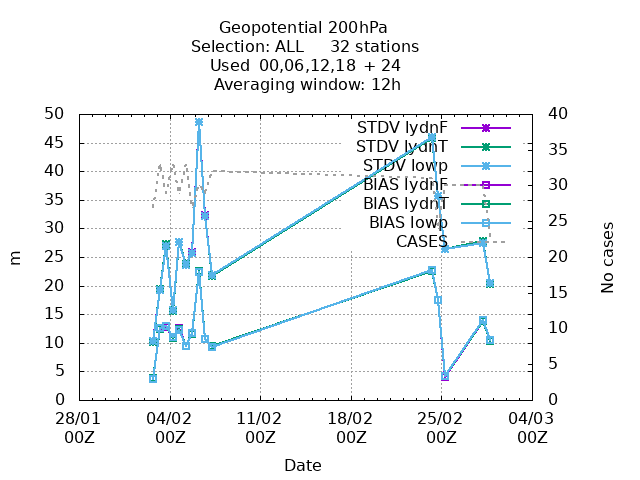 Geopotential 200hPa
Selection: ALL 32 stations
Used 00,06,12,18 + 24
Averaging window: 12h
50 40
45 35
40 30
35 25
30 20
25 15
20 10
15 5
10 0
5
0
STDV lydnF
STDV lydnT
STDV lowp
BIAS lydnF
BIAS lydnT
BIAS lowp
CASES
m
No cases
28/01 04/02 11/02 18/02 25/02 04/03
00Z 00Z 00Z 00Z 00Z 00Z
Date